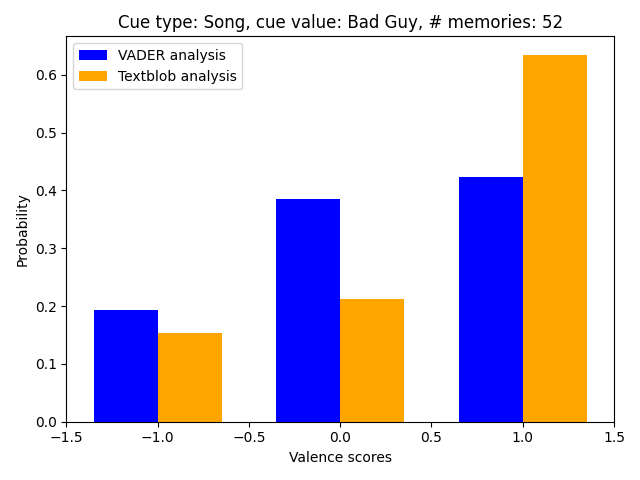 Cue type: Song, cue value: Bad Guy, # memories: 52
VADER analysis
Textblob analysis
Probability
0.6
0.5
0.4
0.3
0.2
0.1
0.0
−1.5 −1.0 −0.5 0.0 0.5 1.0 1.5
Valence scores